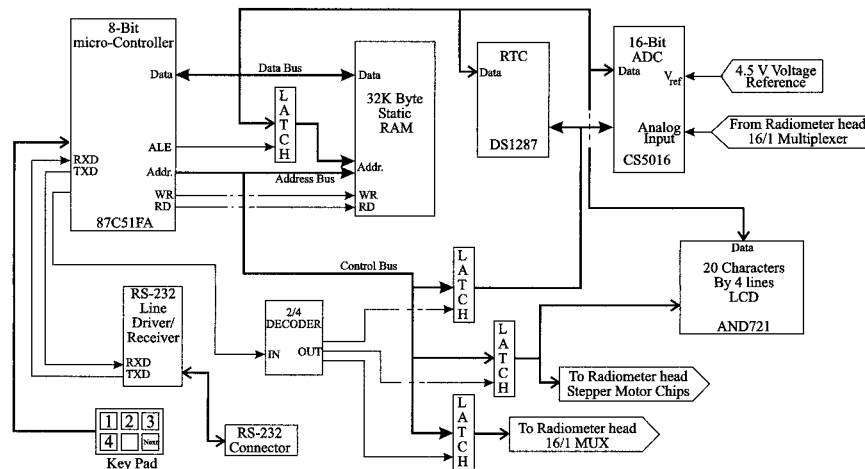 8-Bit
micro-Controller
Data
ALE
RXD
TXD
Addr.
WR
RD
87C51FA
Data Bus
LATCH
Address Bus
Data
32K Byte
Static
RAM
Addr.
WR
RD
RTC
Data
DS1287
16-Bit
ADC
Data
Vref
Analog
Input
CS5016
4.5 V Voltage
Reference
From Radiometer head
16/1 Multiplexer
Control Bus
LATCH
Data
20 Characters
By 4 lines
LCD
AND721
RS-232
Line
Driver/
Receiver
RXD
TXD
2/4
DECODER
IN
OUT
LATCH
To Radiometer head
Stepper Motor Chips
LATCH
To Radiometer head
16/1 MUX
1 2 3
4 Next
Key Pad
RS-232
Connector